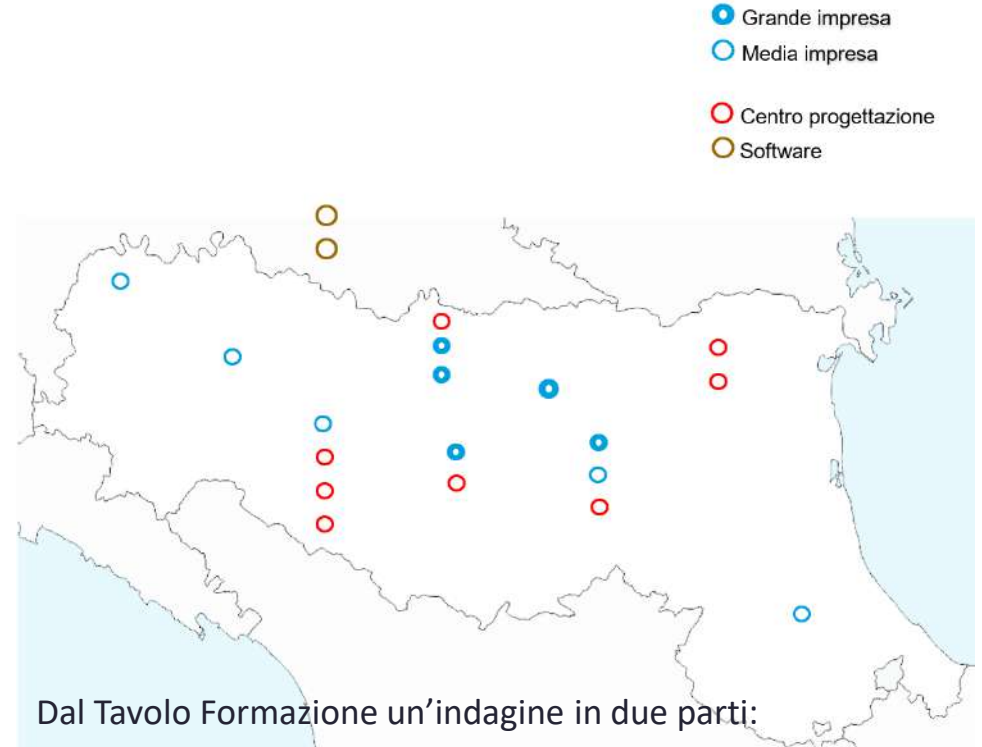 Grande impresa
Media impresa
Centro progettazione
Software
Dal Tavolo Formazione un’indagine in due parti: